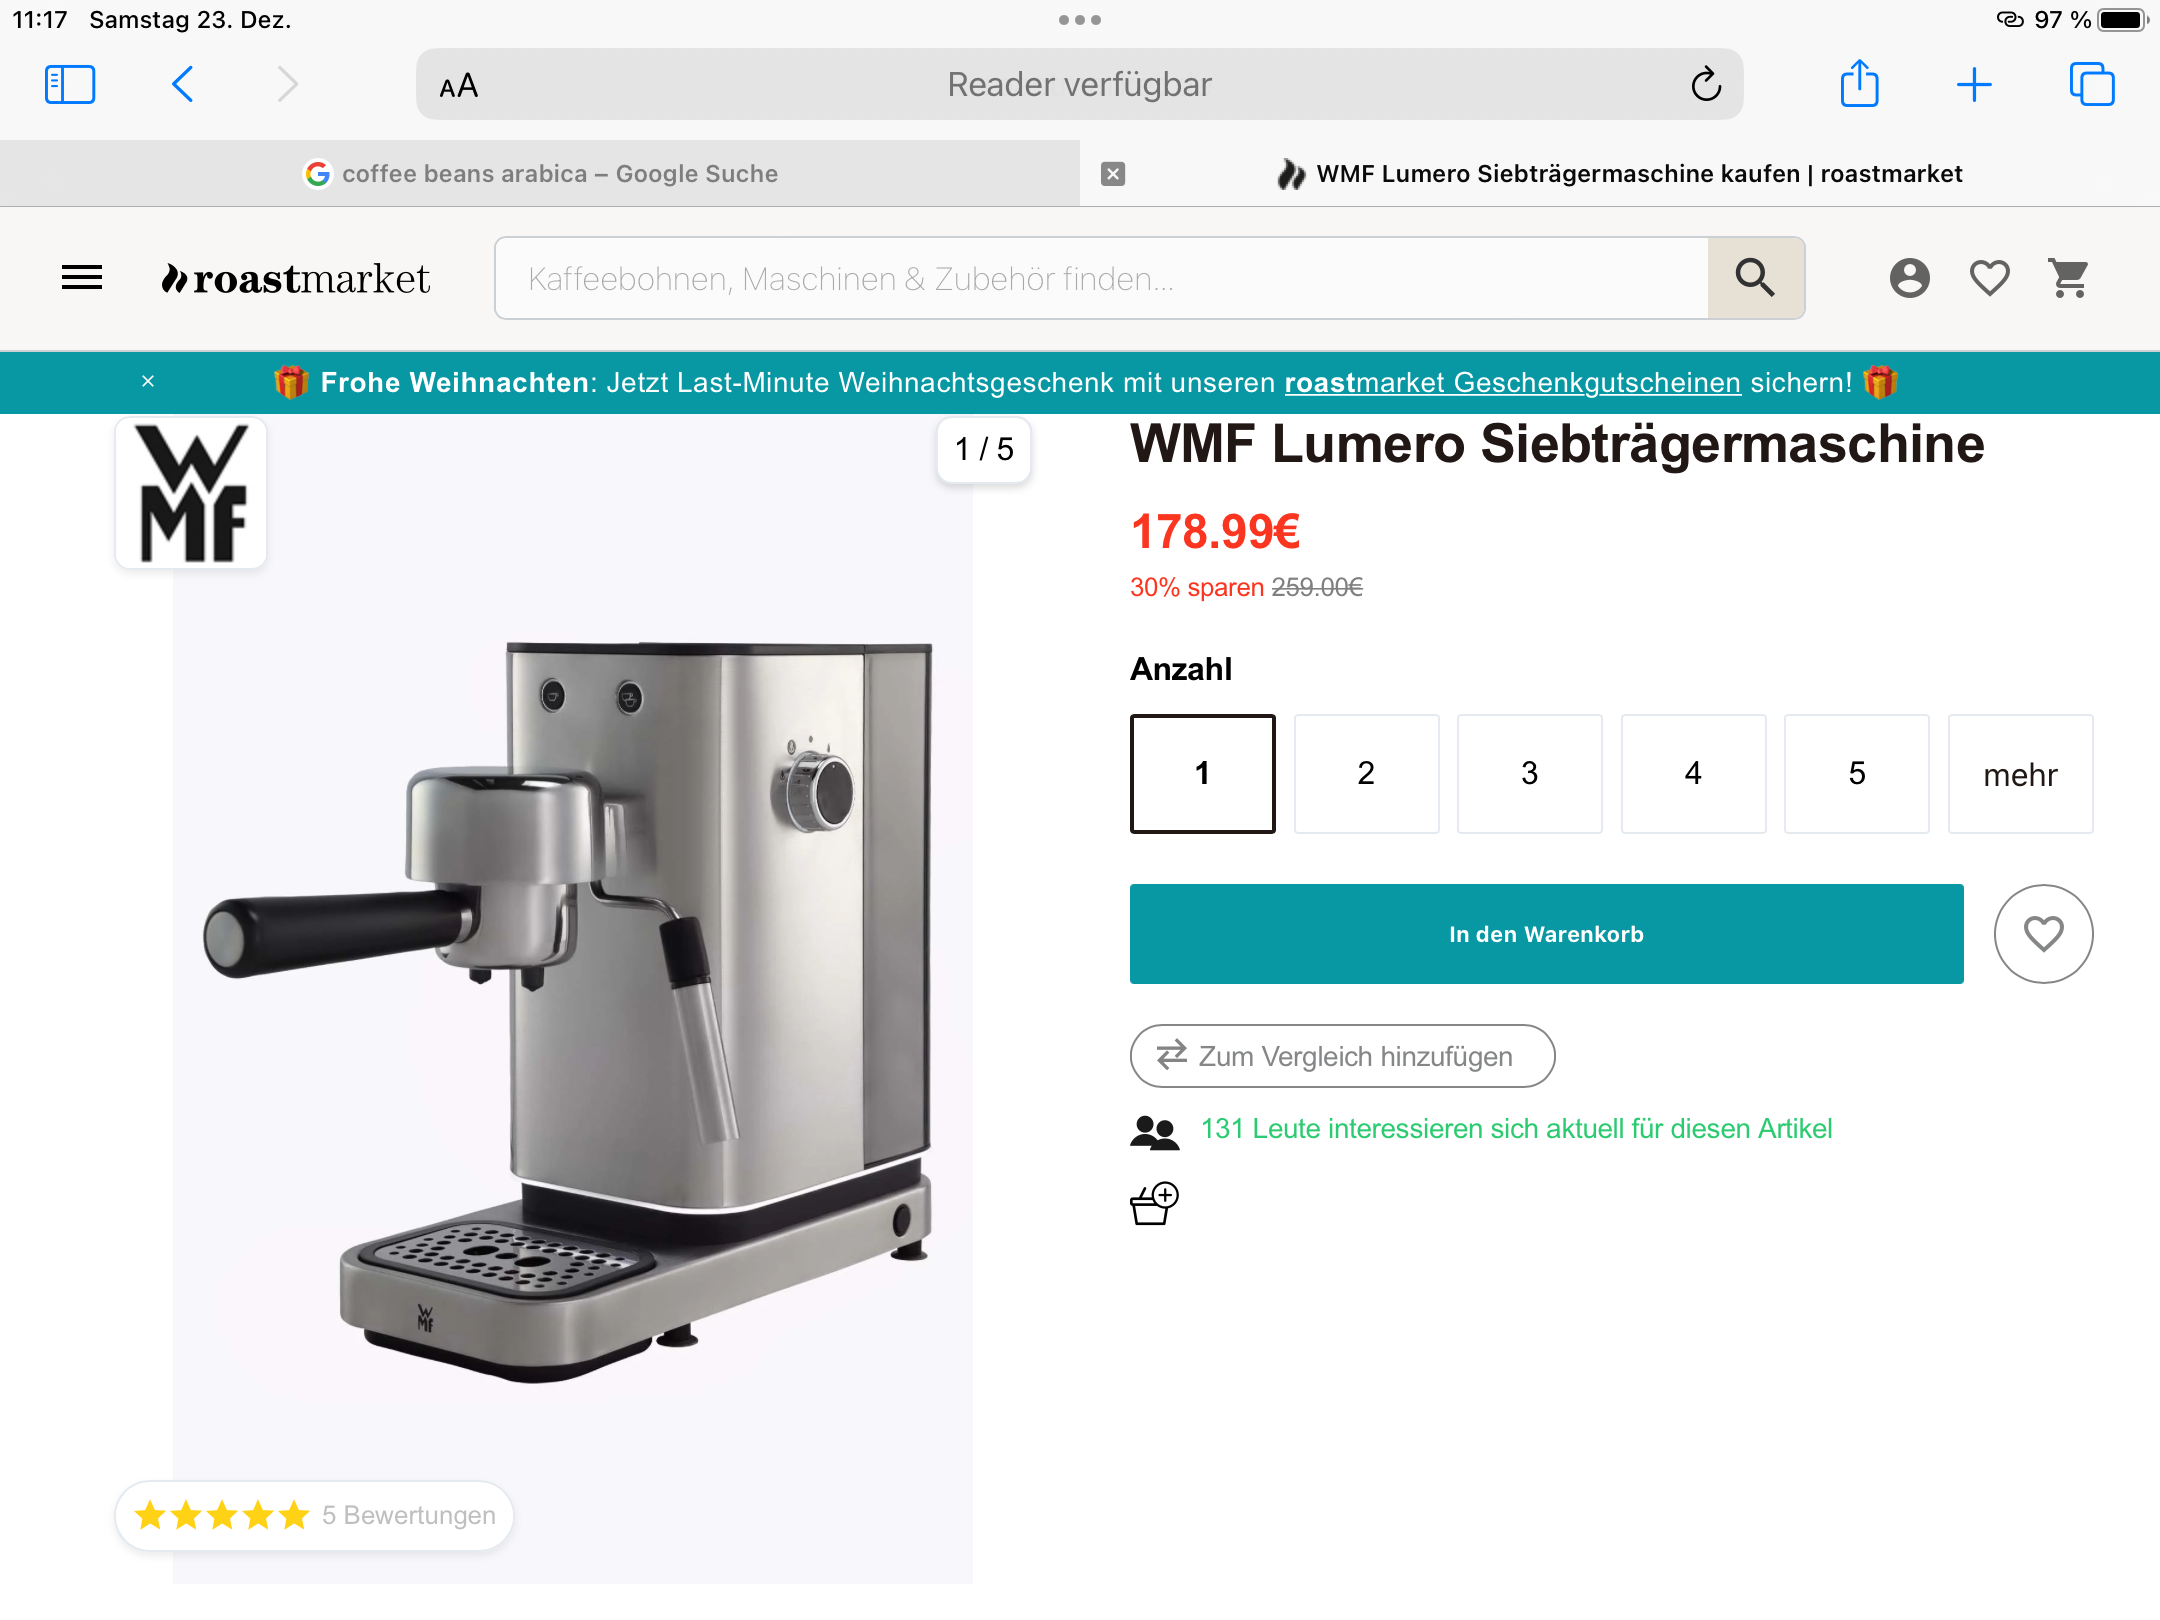 11:17 Samstag 23. Dez.
97 %
AA
Reader verfügbar
coffee beans arabica – Google Suche
WMF Lumero Siebträgermaschine kaufen | roastmarket
roastmarket
Kaffeebohnen, Maschinen & Zubehör finden...
× Frohe Weihnachten: Jetzt Last-Minute Weihnachtsgeschenk mit unseren roastmarket Geschenkgutscheinen sichern!
WMF
1 / 5
WMF Lumero Siebträgermaschine
178.99€
30% sparen 259.00€
Anzahl
1 2 3 4 5 mehr
In den Warenkorb
Zum Vergleich hinzufügen
131 Leute interessieren sich aktuell für diesen Artikel
WMF
5 Bewertungen